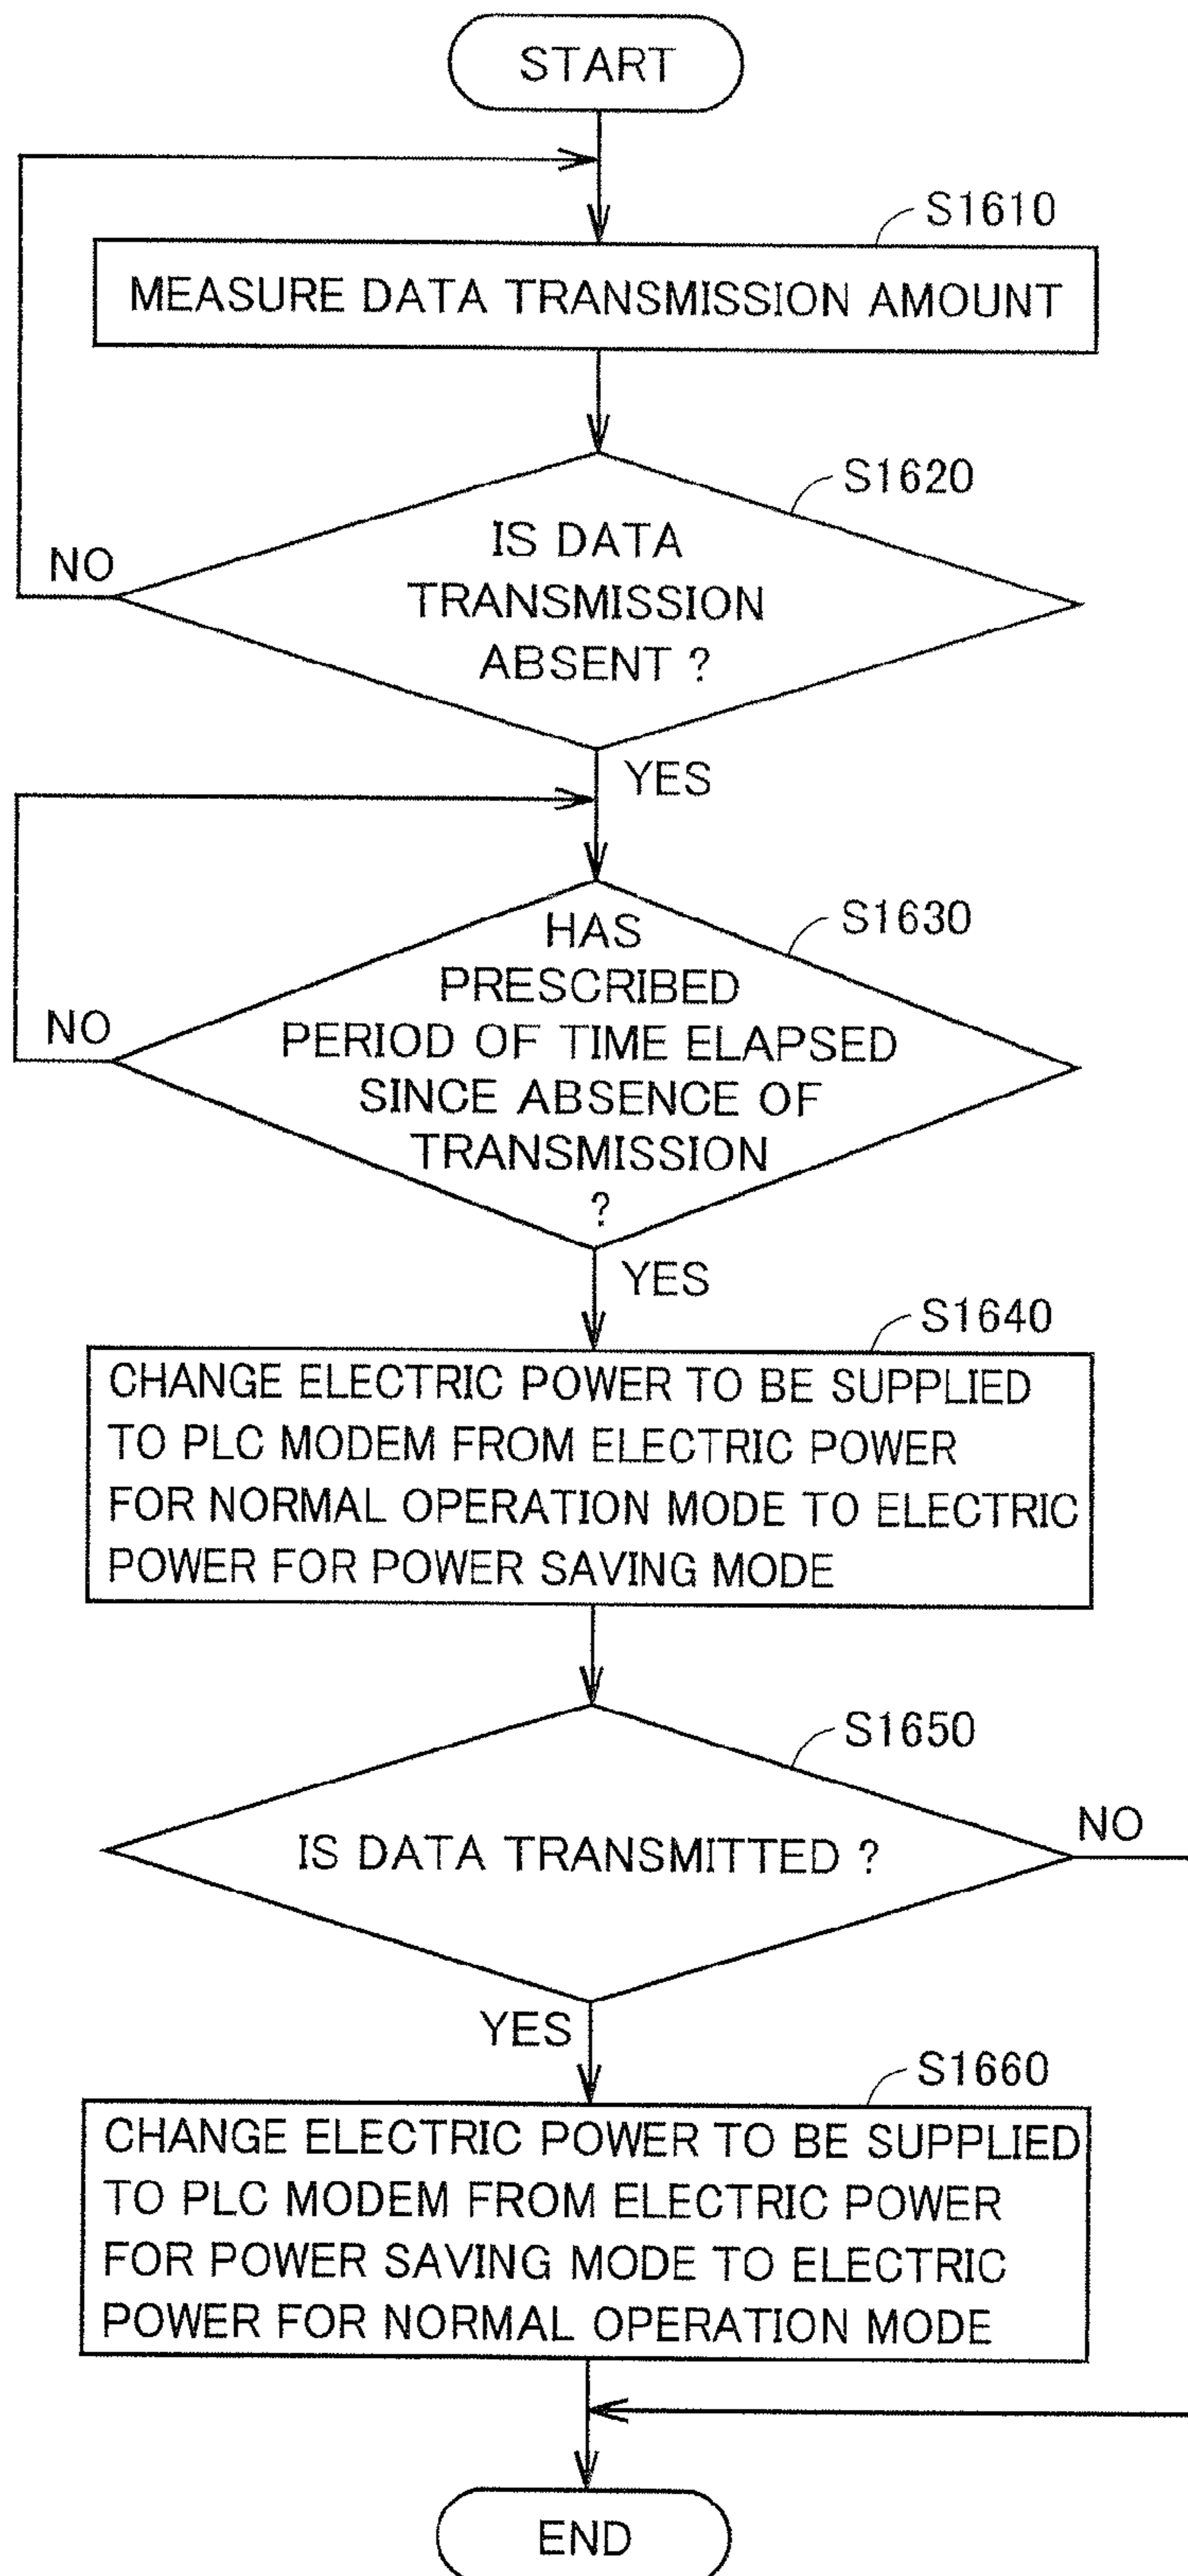 START
S1610
MEASURE DATA TRANSMISSION AMOUNT
S1620
IS DATA
TRANSMISSION
ABSENT ?
NO
YES
S1630
HAS
PRESCRIBED
PERIOD OF TIME ELAPSED
SINCE ABSENCE OF
TRANSMISSION
?
NO
YES
S1640
CHANGE ELECTRIC POWER TO BE SUPPLIED
TO PLC MODEM FROM ELECTRIC POWER
FOR NORMAL OPERATION MODE TO ELECTRIC
POWER FOR POWER SAVING MODE
S1650
IS DATA TRANSMITTED ?
NO
YES
S1660
CHANGE ELECTRIC POWER TO BE SUPPLIED
TO PLC MODEM FROM ELECTRIC POWER
FOR POWER SAVING MODE TO ELECTRIC
POWER FOR NORMAL OPERATION MODE
END